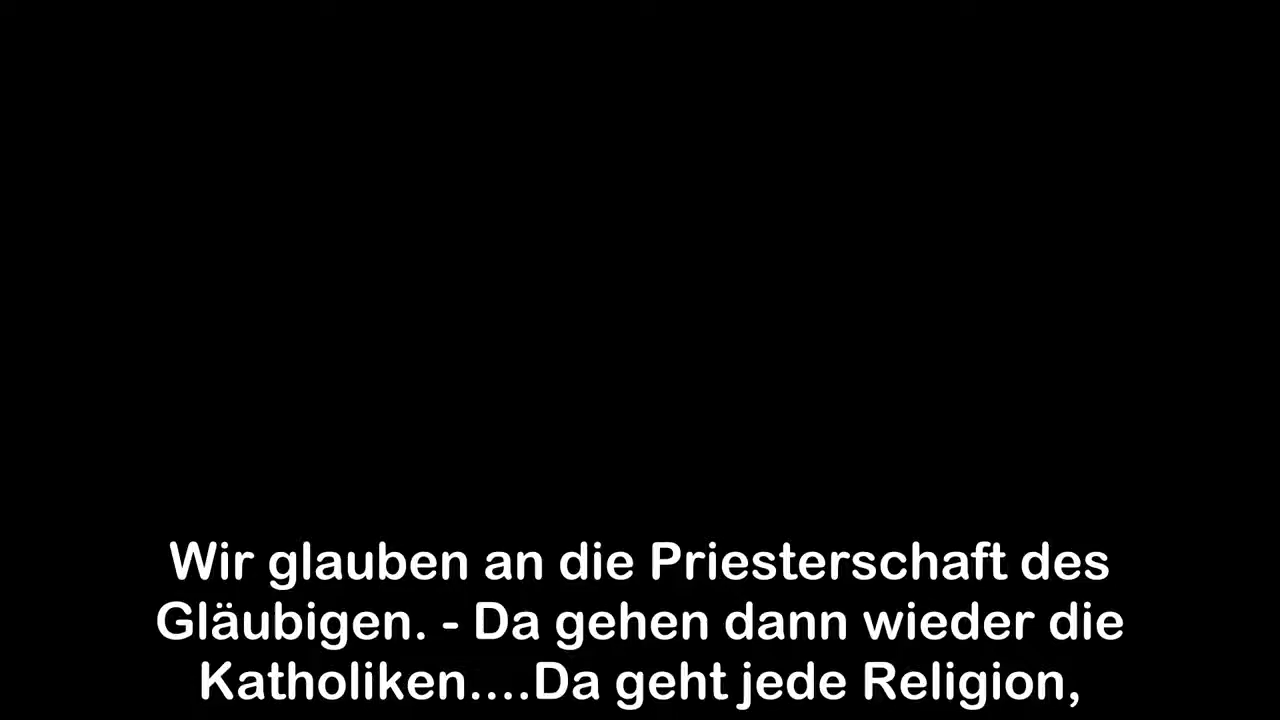 Wir glauben an die Priesterschaft des
Gläubigen. - Da gehen dann wieder die
Katholiken....Da geht jede Religion,